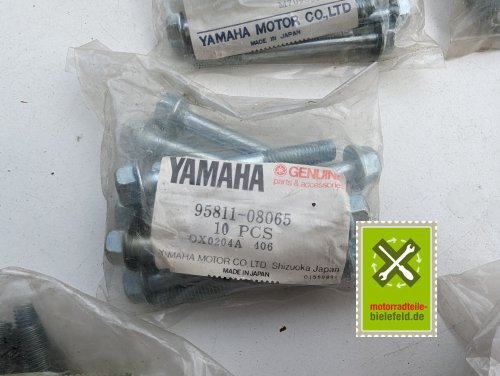 YAMAHA MOTOR CO.,LTD
MADE IN JAPAN
YAMAHA
GENUINE
parts & accessories
95811-08065
10 PCS
OX0204A 406
YAMAHA MOTOR CO LTD Shizuoka Japan
MADE IN JAPAN
motorradteile-
bielefeld.de